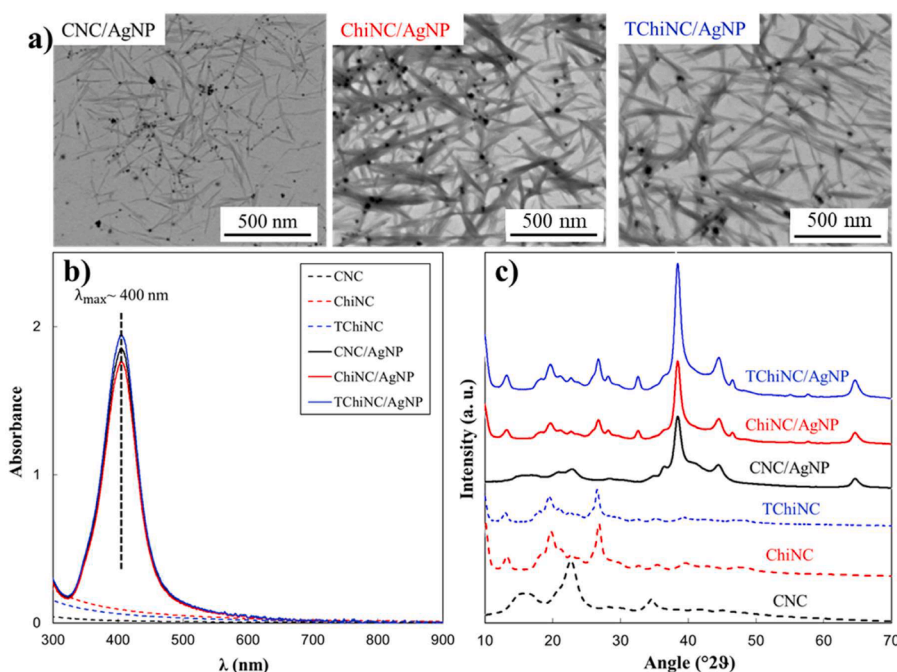 a)
CNC/AgNP
ChiNC/AgNP
TChiNC/AgNP
500 nm
500 nm
500 nm
b)
λmax~ 400 nm
CNC
ChiNC
TChiNC
CNC/AgNP
ChiNC/AgNP
TChiNC/AgNP
2
1
0
Absorbance
300 400 500 600 700 800 900
λ (nm)
c)
TChiNC/AgNP
ChiNC/AgNP
CNC/AgNP
TChiNC
ChiNC
CNC
Intensity (a. u.)
10 20 30 40 50 60 70
Angle (°2ϑ)